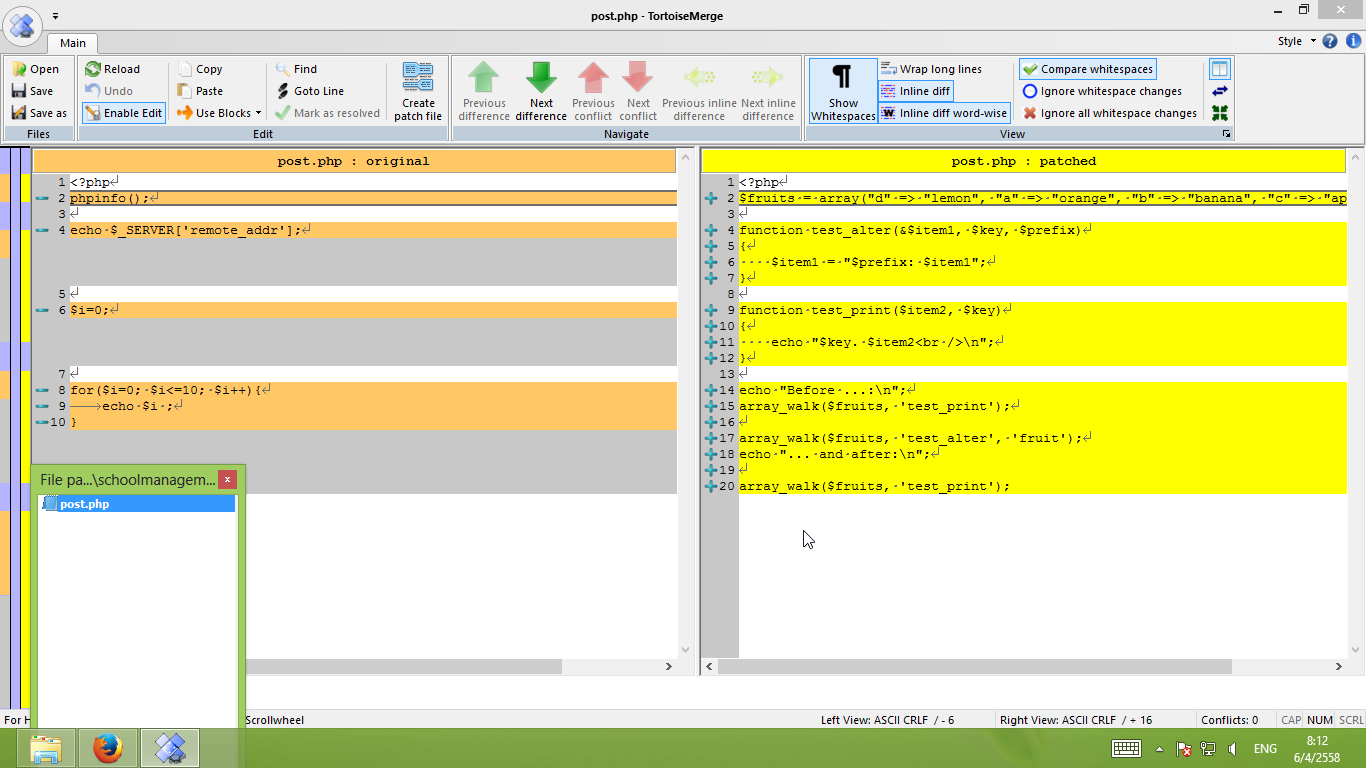 post.php - TortoiseMerge
Main
Style
Open
Save
Save as
Files
Reload
Undo
Enable Edit
Copy
Paste
Use Blocks
Find
Goto Line
Mark as resolved
Create patch file
Edit
Previous difference
Next difference
Previous conflict
Next conflict
Previous inline difference
Next inline difference
Navigate
Show Whitespaces
Wrap long lines
Inline diff
Inline diff word-wise
Compare whitespaces
Ignore whitespace changes
Ignore all whitespace changes
View
post.php : original
1 <?php
2 phpinfo();
3
4 echo $_SERVER['remote_addr'];
5
6 $i=0;
7
8 for($i=0; $i<=10; $i++){
9 echo $i ;
10 }
post.php : patched
1 <?php
2 $fruits = array("d" => "lemon", "a" => "orange", "b" => "banana", "c" => "ap
3
4 function test_alter(&$item1, $key, $prefix)
5 {
6     $item1 = "$prefix: $item1";
7 }
8
9 function test_print($item2, $key)
10 {
11     echo "$key. $item2<br />\n";
12 }
13
14 echo "Before ...:\n";
15 array_walk($fruits, 'test_print');
16
17 array_walk($fruits, 'test_alter', 'fruit');
18 echo "... and after:\n";
19
20 array_walk($fruits, 'test_print');
File pa...\schoolmanagem...
post.php
For H
Scrollwheel
Left View: ASCII CRLF / - 6
Right View: ASCII CRLF / + 16
Conflicts: 0
CAP NUM SCRL
ENG
8:12
6/4/2558